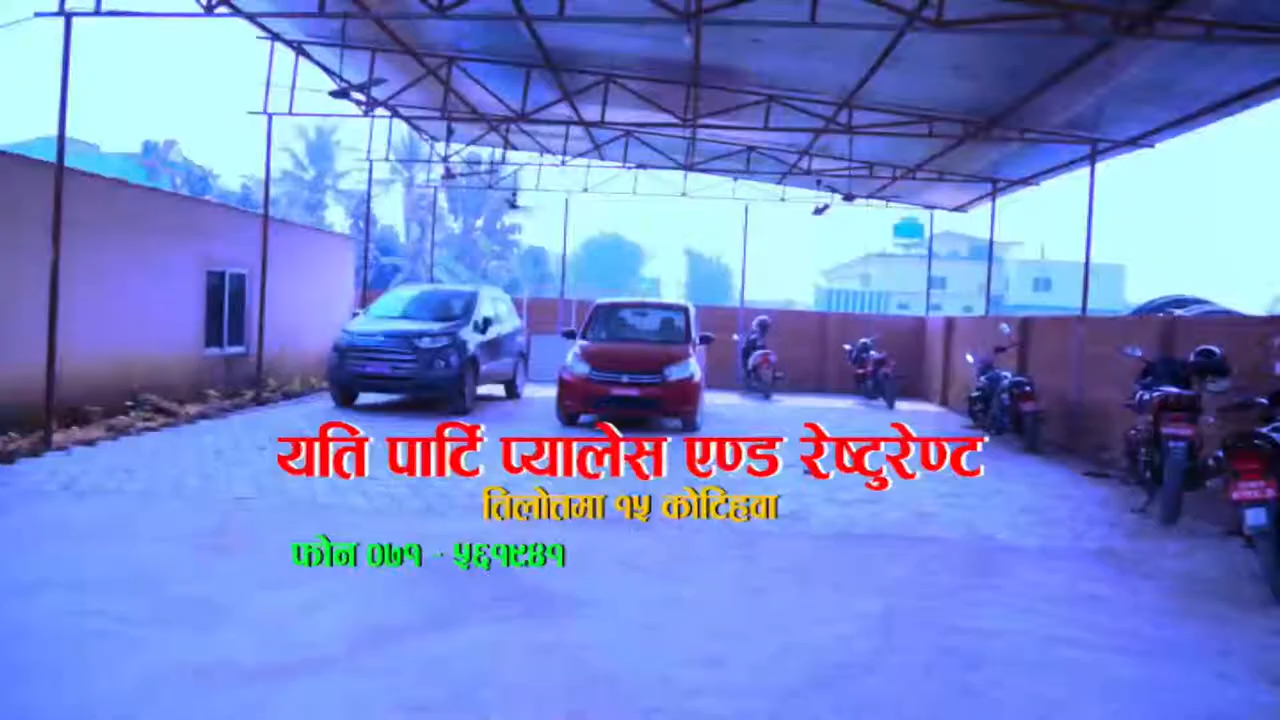 यति पार्टि प्यालेस एण्ड रेष्टुरेण्ट
तिलोतमा १५ कोटिहवा
फोन ०७१ - ५६१९४१